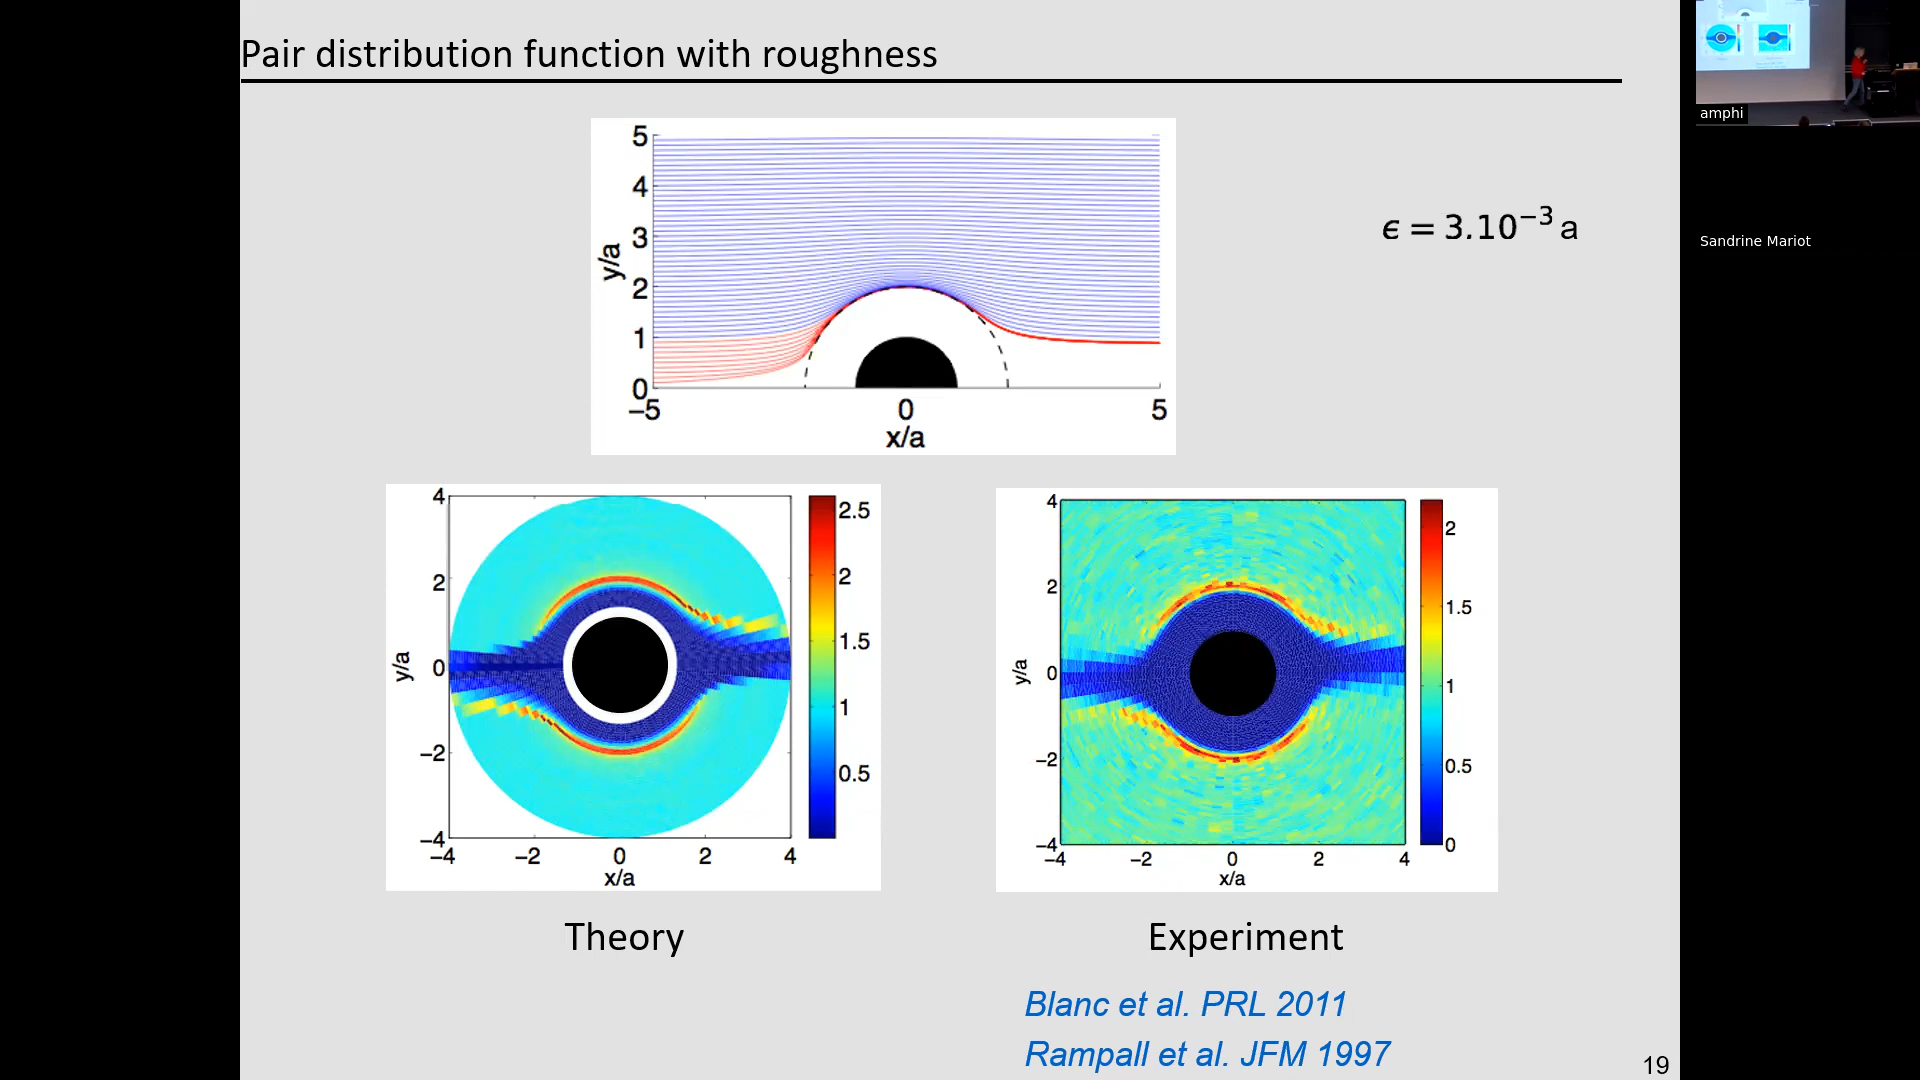 Pair distribution function with roughness
amphi
Sandrine Mariot
ϵ = 3.10⁻³ a
5
4
3
2
1
0
y/a
−5
0
5
x/a
4
2
0
−2
−4
y/a
−4
−2
0
2
4
x/a
2.5
2
1.5
1
0.5
4
2
0
−2
−4
y/a
−4
−2
0
2
4
x/a
2
1.5
1
0.5
0
Theory
Experiment
Blanc et al. PRL 2011
Rampall et al. JFM 1997
19